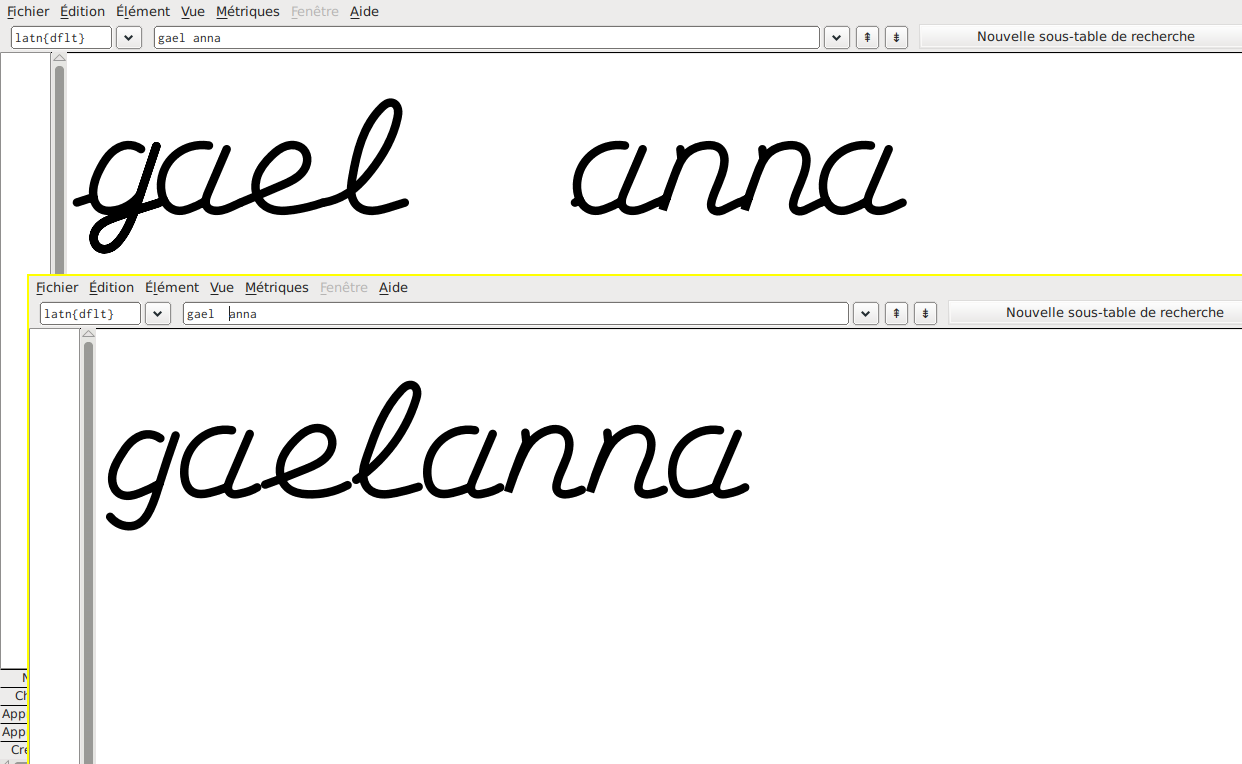 Fichier Édition Élément Vue Métriques Fenêtre Aide
latn{dflt} gael anna Nouvelle sous-table de recherche
gael anna
Fichier Édition Élément Vue Métriques Fenêtre Aide
latn{dflt} gael  anna Nouvelle sous-table de recherche
gaelanna
N
Ch
App
App
Cre